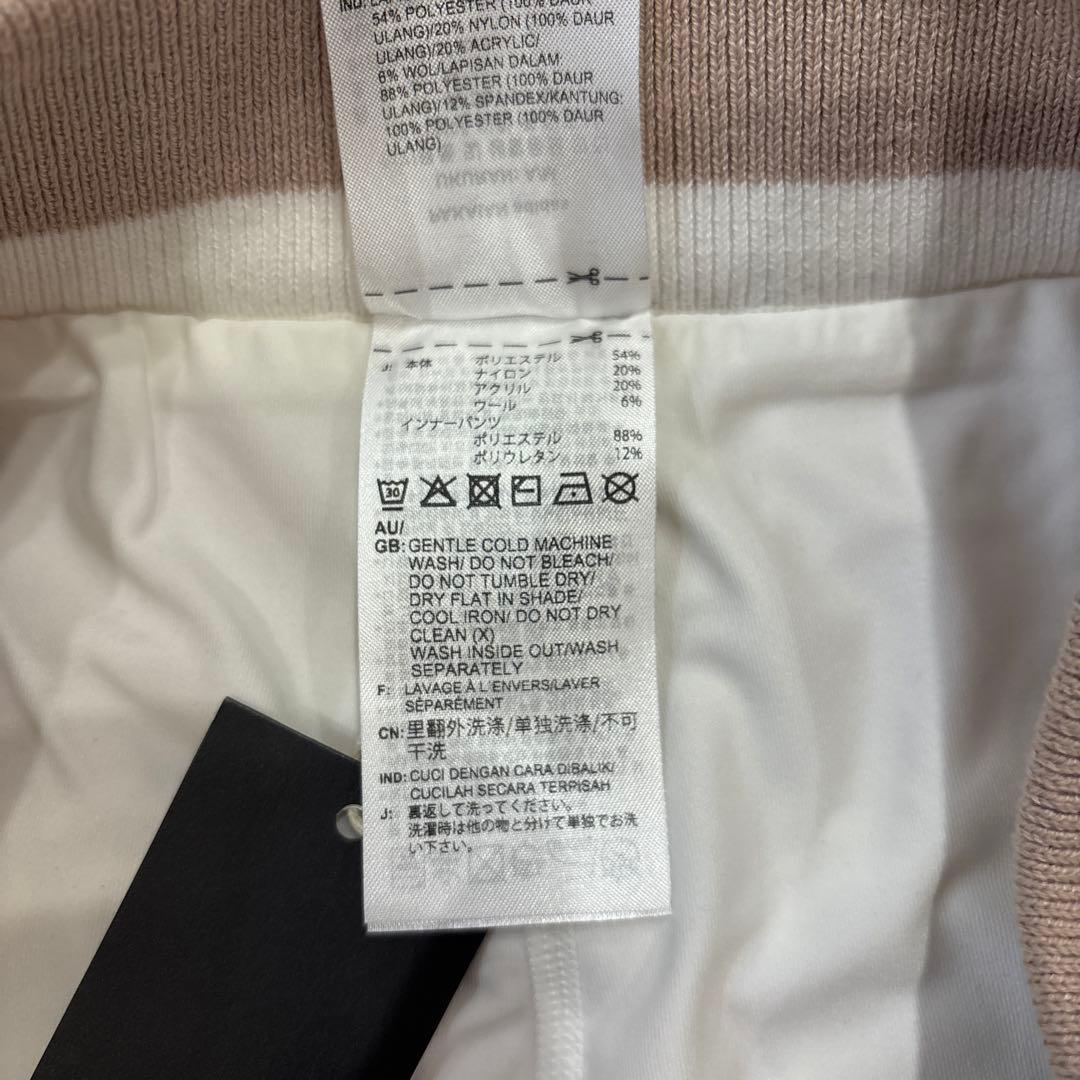 54% POLYESTER (100% DAUR
ULANG)/20% NYLON (100% DAUR
ULANG)/20% ACRYLIC/
6% WOL/LAPISAN DALAM:
88% POLYESTER (100% DAUR
ULANG)/12% SPANDEX/KANTUNG:
100% POLYESTER (100% DAUR
ULANG)
J: 本体 ポリエステル 54%
ナイロン 20%
アクリル 20%
ウール 6%
インナーパンツ
ポリエステル 88%
ポリウレタン 12%
30
AU/
GB: GENTLE COLD MACHINE
WASH/ DO NOT BLEACH/
DO NOT TUMBLE DRY/
DRY FLAT IN SHADE/
COOL IRON/ DO NOT DRY
CLEAN (X)
WASH INSIDE OUT/WASH
SEPARATELY
F: LAVAGE À L'ENVERS/LAVER
SÉPARÉMENT
CN: 里翻外洗涤/单独洗涤/不可
干洗
IND: CUCI DENGAN CARA DIBALIK/
CUCILAH SECARA TERPISAH
J: 裏返して洗ってください。
洗濯時は他の物と分けて単独でお洗
い下さい。